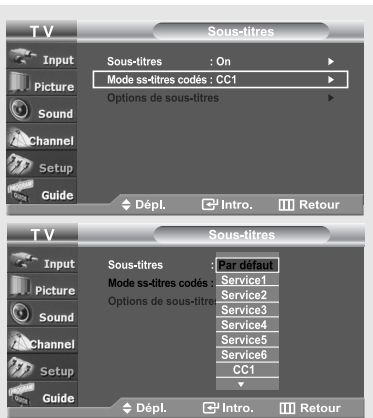 TV Sous-titres
Input
Picture
Sound
Channel
Setup
Guide
Sous-titres : On ►
Mode ss-titres codés : CC1 ►
Options de sous-titres ►
Dépl. Intro. Retour
TV Sous-titres
Input
Picture
Sound
Channel
Setup
Guide
Sous-titres :
Mode ss-titres codés :
Options de sous-titre
Par défaut
Service1
Service2
Service3
Service4
Service5
Service6
CC1
▼
Dépl. Intro. Retour